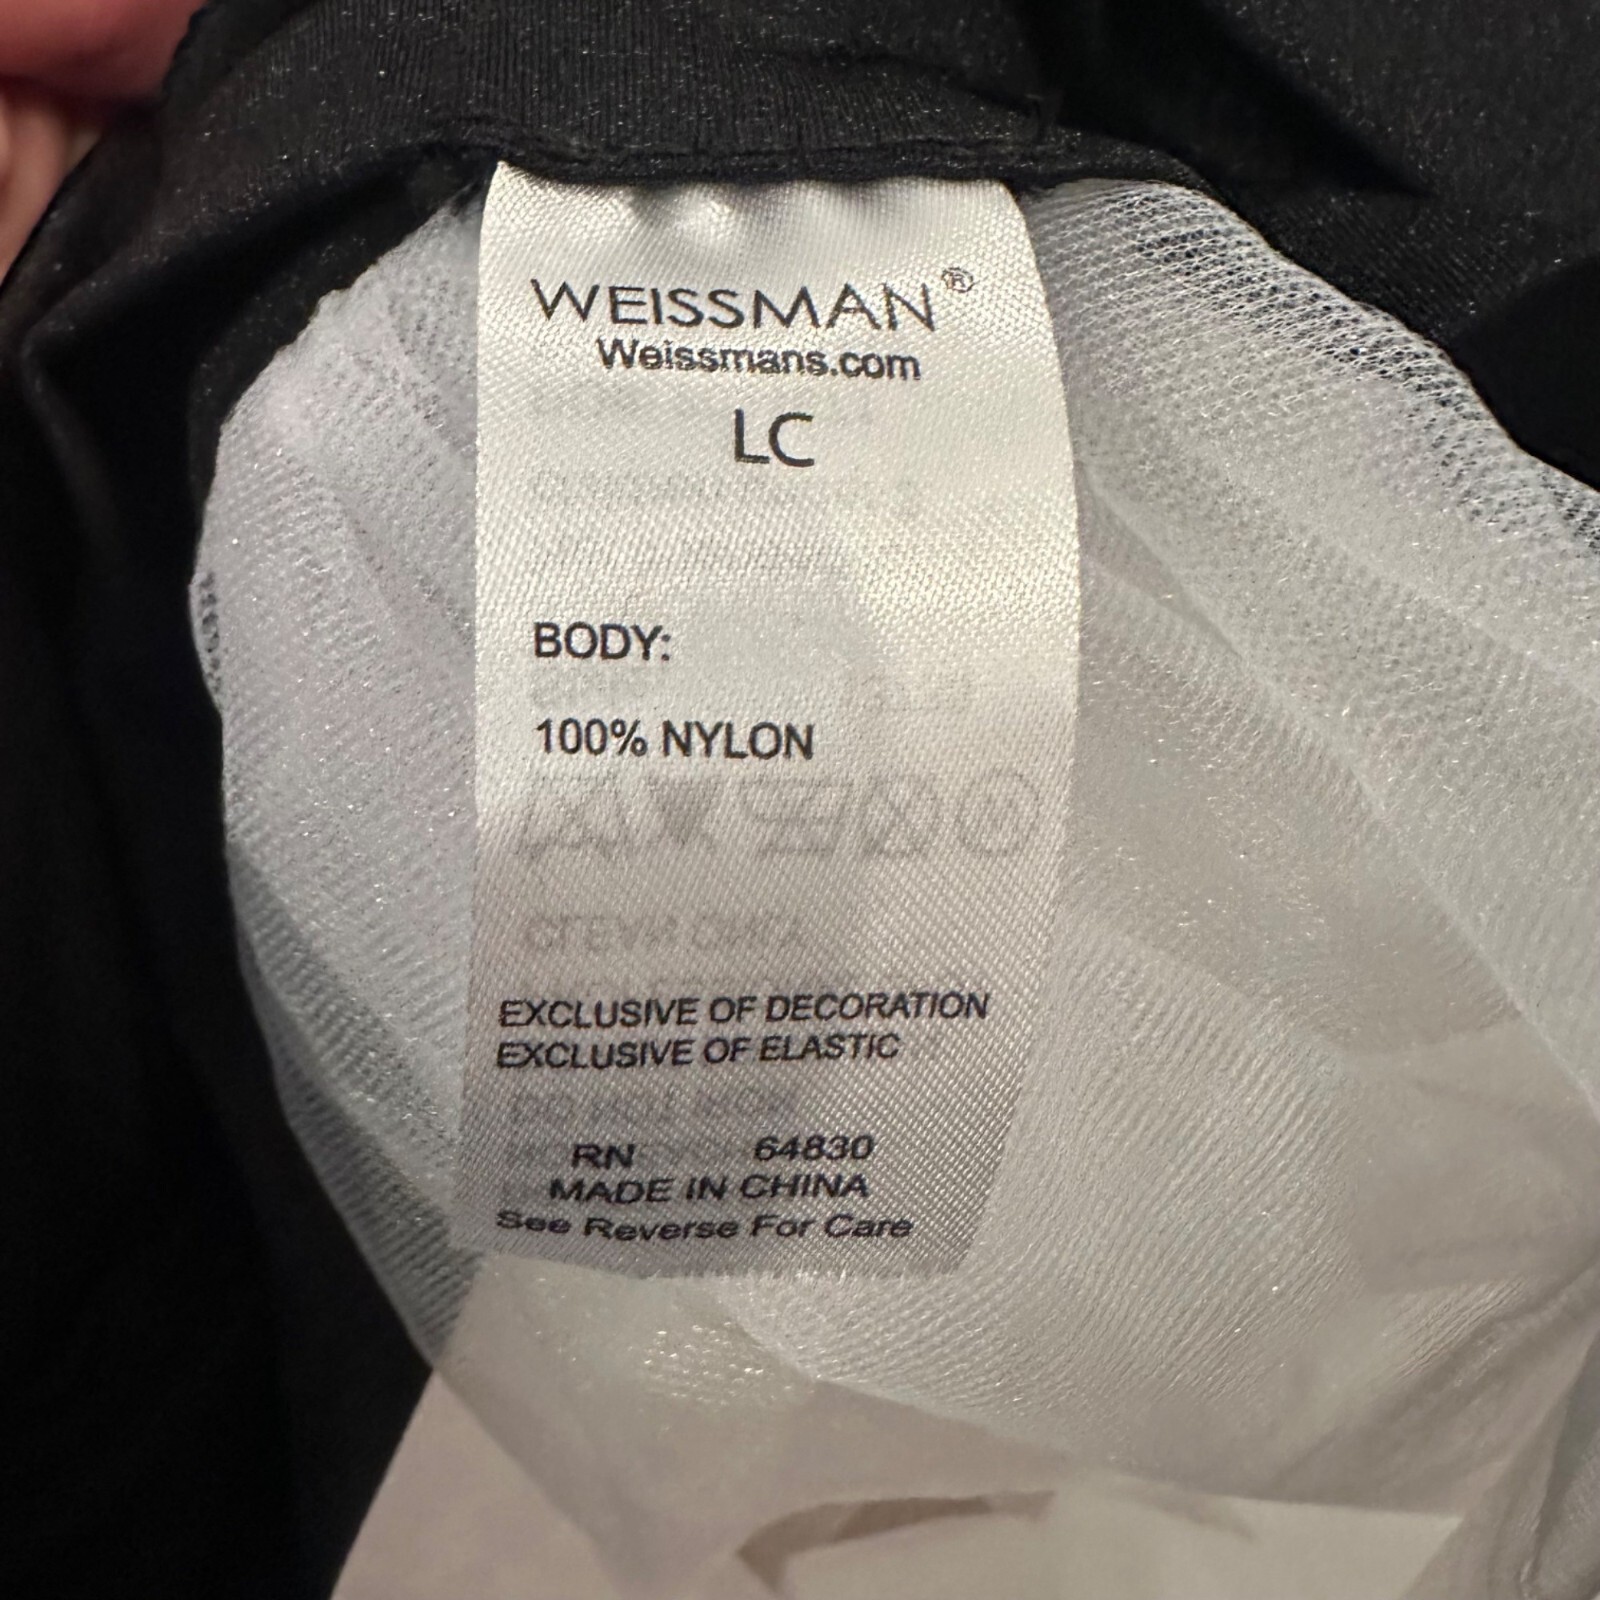 WEISSMAN®
Weissmans.com
LC
BODY:
100% NYLON
EXCLUSIVE OF DECORATION
EXCLUSIVE OF ELASTIC
RN 64830
MADE IN CHINA
See Reverse For Care